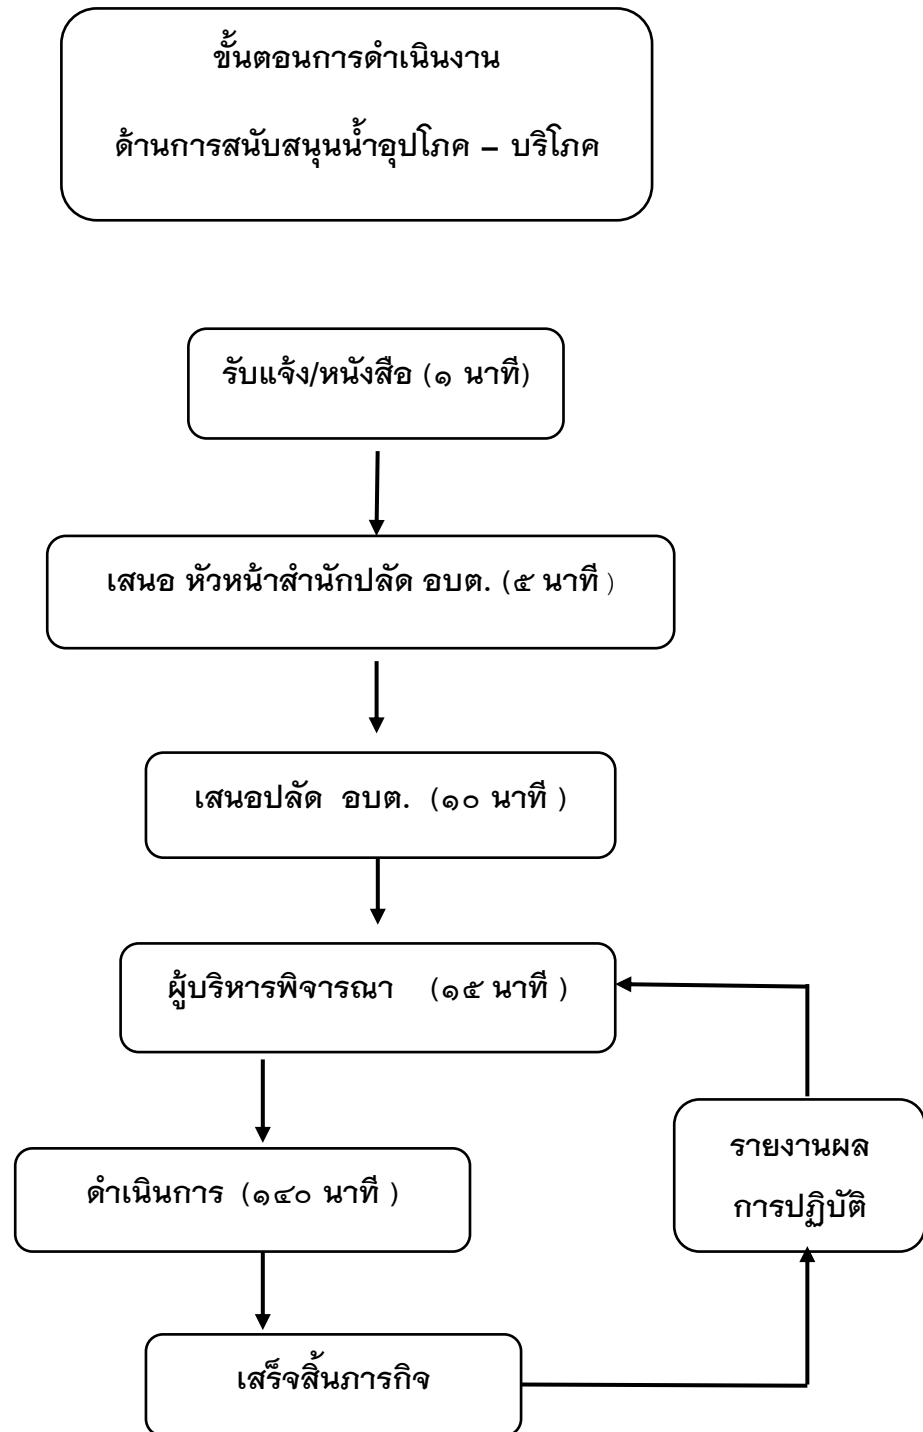 ขั้นตอนการดำเนินงาน
ด้านการสนับสนุนน้ำอุปโภค – บริโภค
รับแจ้ง/หนังสือ (๑ นาที)
เสนอ หัวหน้าสำนักปลัด อบต. (๕ นาที )
เสนอปลัด อบต. (๑๐ นาที )
ผู้บริหารพิจารณา (๑๕ นาที )
ดำเนินการ (๑๔๐ นาที )
รายงานผล
การปฏิบัติ
เสร็จสิ้นภารกิจ